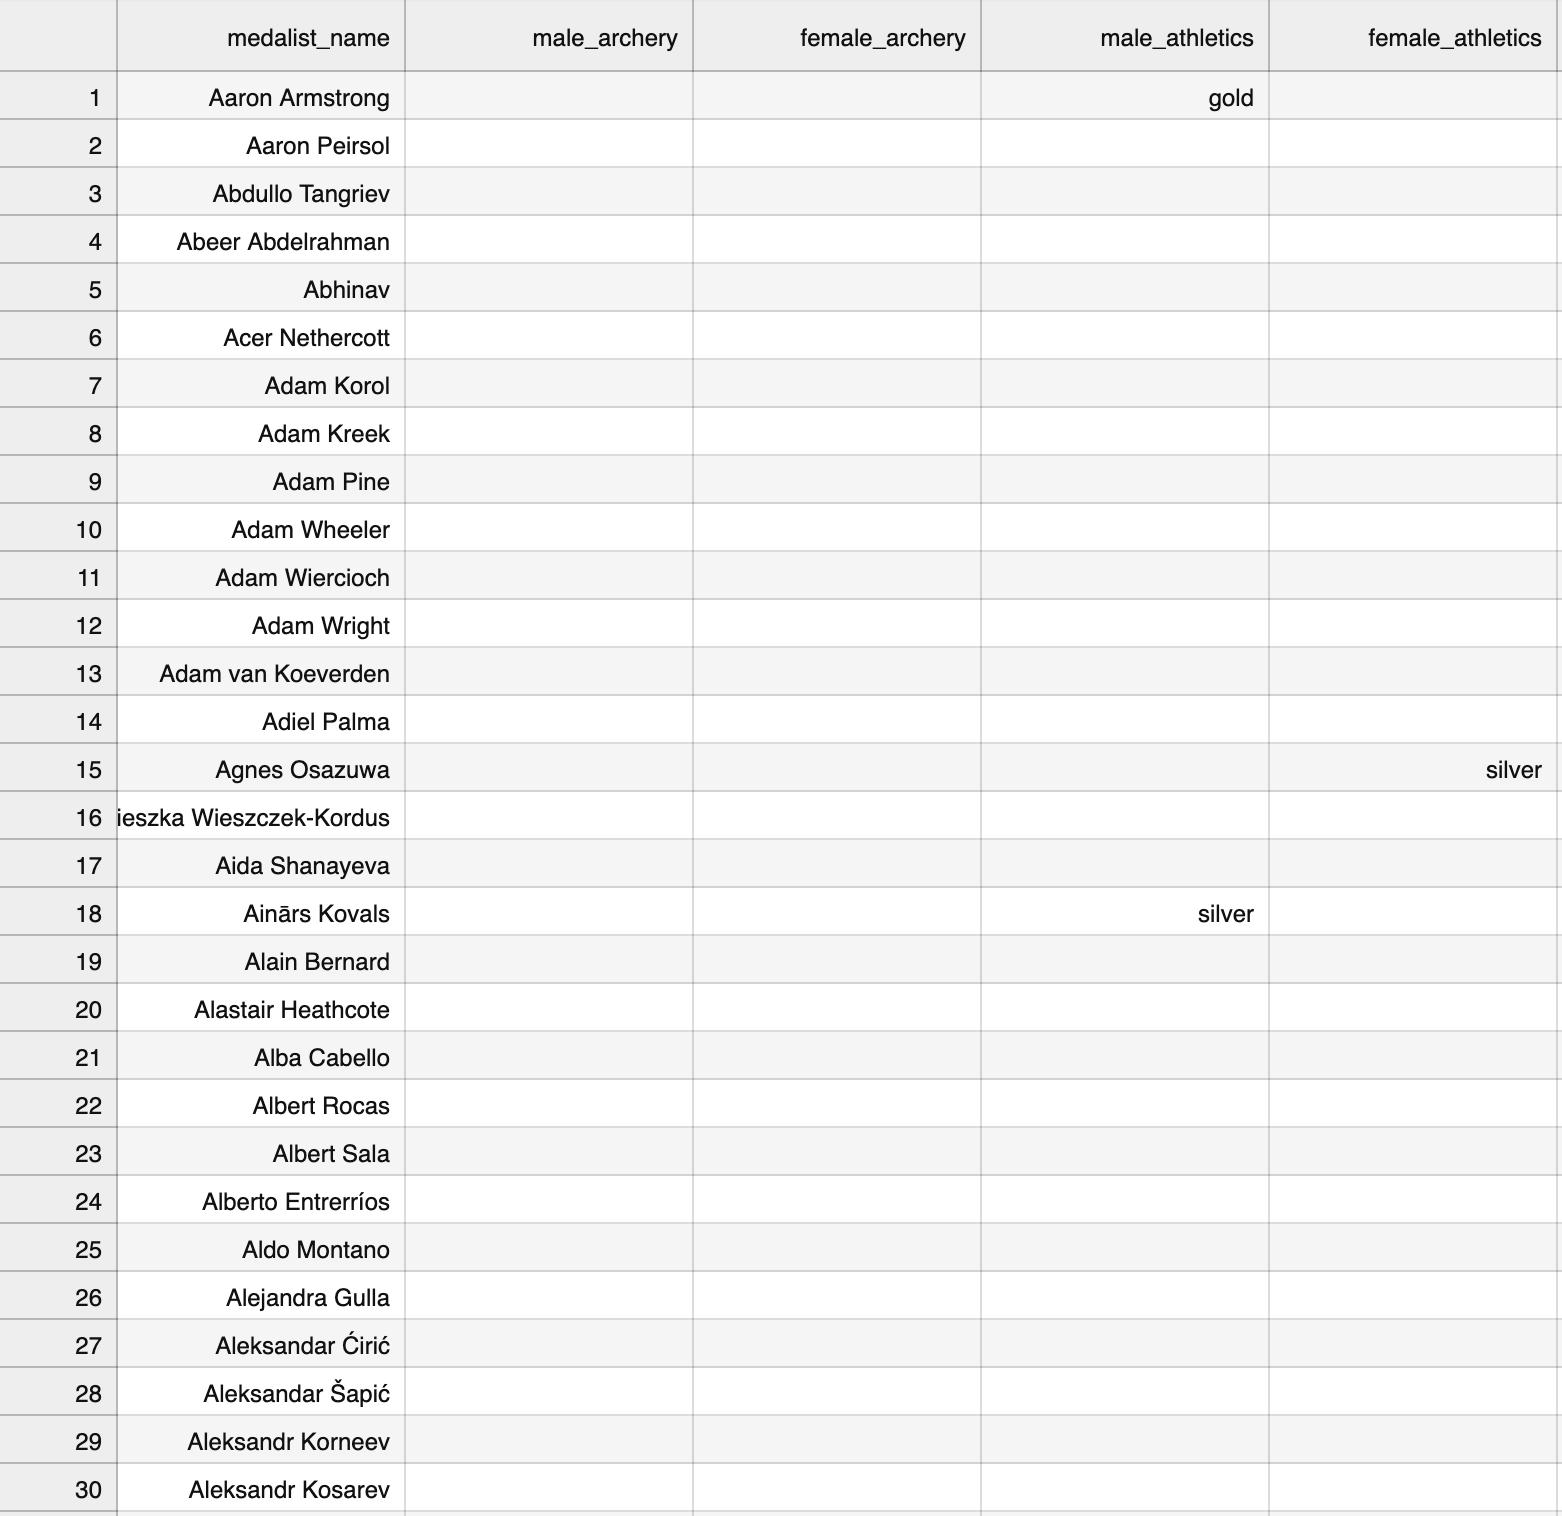 medalist_name male_archery female_archery male_athletics female_athletics
1 Aaron Armstrong gold
2 Aaron Peirsol
3 Abdullo Tangriev
4 Abeer Abdelrahman
5 Abhinav
6 Acer Nethercott
7 Adam Korol
8 Adam Kreek
9 Adam Pine
10 Adam Wheeler
11 Adam Wiercioch
12 Adam Wright
13 Adam van Koeverden
14 Adiel Palma
15 Agnes Osazuwa silver
16 ieszka Wieszczek-Kordus
17 Aida Shanayeva
18 Ainārs Kovals silver
19 Alain Bernard
20 Alastair Heathcote
21 Alba Cabello
22 Albert Rocas
23 Albert Sala
24 Alberto Entrerríos
25 Aldo Montano
26 Alejandra Gulla
27 Aleksandar Ćirić
28 Aleksandar Šapić
29 Aleksandr Korneev
30 Aleksandr Kosarev